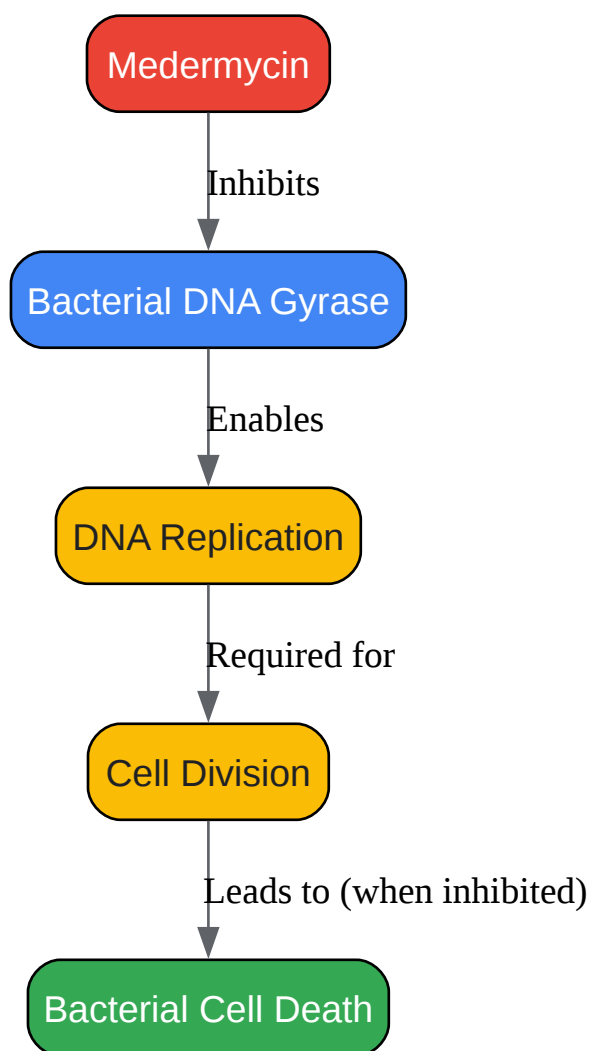 Medermycin
Inhibits
Bacterial DNA Gyrase
Enables
DNA Replication
Required for
Cell Division
Leads to (when inhibited)
Bacterial Cell Death